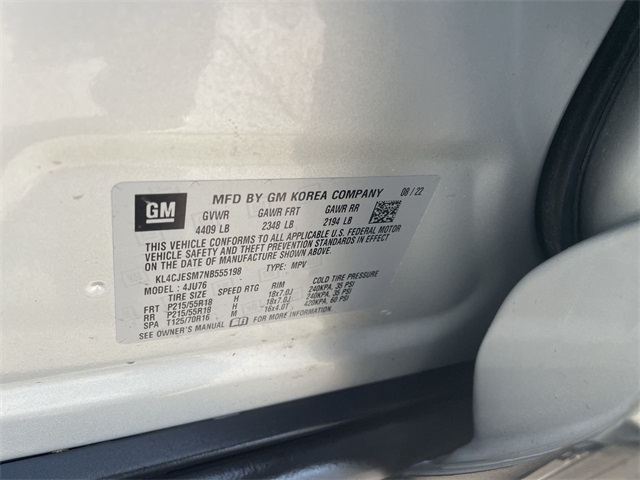 GM
MFD BY GM KOREA COMPANY 08/22
GVWR GAWR FRT GAWR RR
4409 LB 2348 LB 2194 LB
THIS VEHICLE CONFORMS TO ALL APPLICABLE U.S. FEDERAL MOTOR
VEHICLE SAFETY AND THEFT PREVENTION STANDARDS IN EFFECT
ON THE DATE OF MANUFACTURE SHOWN ABOVE.
KL4CJESM7NB555198 TYPE: MPV
MODEL: 4JU76
TIRE SIZE SPEED RTG RIM COLD TIRE PRESSURE
FRT P215/55R18 H 18x7.0J 240KPA, 35 PSI
RR P215/55R18 H 18x7.0J 240KPA, 35 PSI
SPA T125/70R16 M 16x4.0T 420KPA, 60 PSI
SEE OWNER'S MANUAL FOR MORE INFORMATION